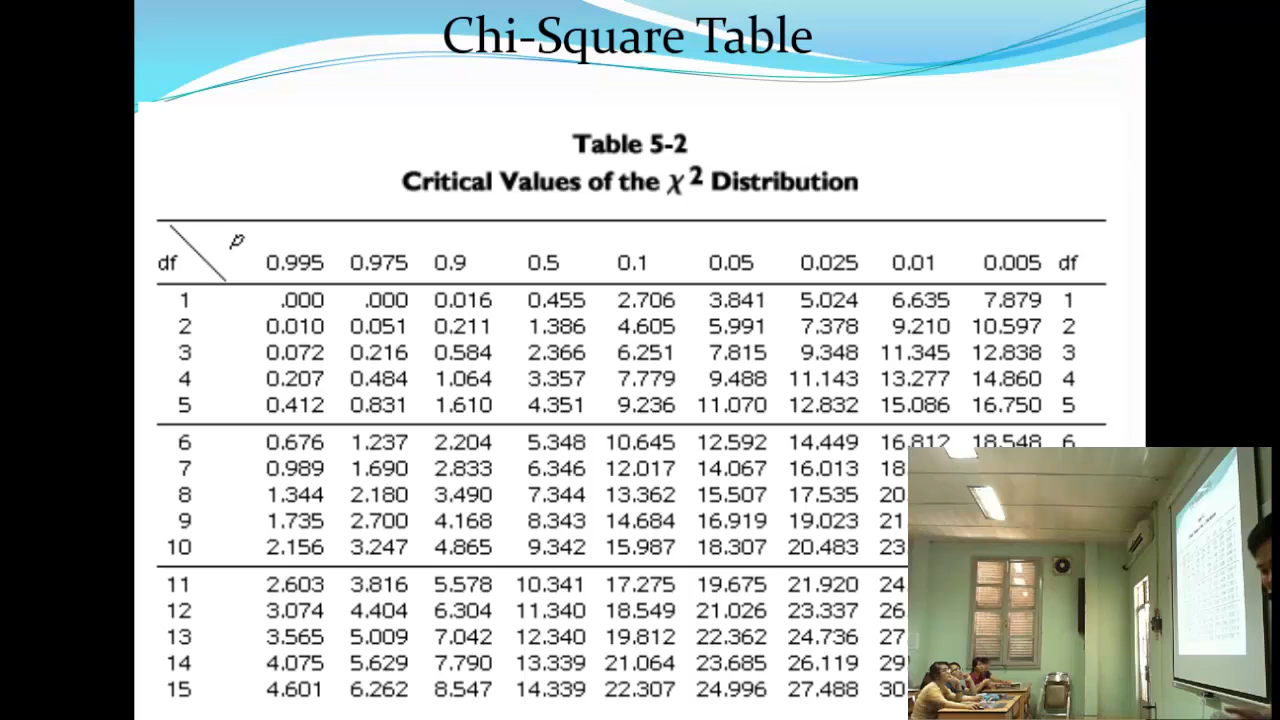 Chi-Square Table
Table 5-2
Critical Values of the χ² Distribution
p
df 0.995 0.975 0.9 0.5 0.1 0.05 0.025 0.01 0.005 df
1 .000 .000 0.016 0.455 2.706 3.841 5.024 6.635 7.879 1
2 0.010 0.051 0.211 1.386 4.605 5.991 7.378 9.210 10.597 2
3 0.072 0.216 0.584 2.366 6.251 7.815 9.348 11.345 12.838 3
4 0.207 0.484 1.064 3.357 7.779 9.488 11.143 13.277 14.860 4
5 0.412 0.831 1.610 4.351 9.236 11.070 12.832 15.086 16.750 5
6 0.676 1.237 2.204 5.348 10.645 12.592 14.449 16.812 18.548 6
7 0.989 1.690 2.833 6.346 12.017 14.067 16.013 18
8 1.344 2.180 3.490 7.344 13.362 15.507 17.535 20
9 1.735 2.700 4.168 8.343 14.684 16.919 19.023 21
10 2.156 3.247 4.865 9.342 15.987 18.307 20.483 23
11 2.603 3.816 5.578 10.341 17.275 19.675 21.920 24
12 3.074 4.404 6.304 11.340 18.549 21.026 23.337 26
13 3.565 5.009 7.042 12.340 19.812 22.362 24.736 27
14 4.075 5.629 7.790 13.339 21.064 23.685 26.119 29
15 4.601 6.262 8.547 14.339 22.307 24.996 27.488 30